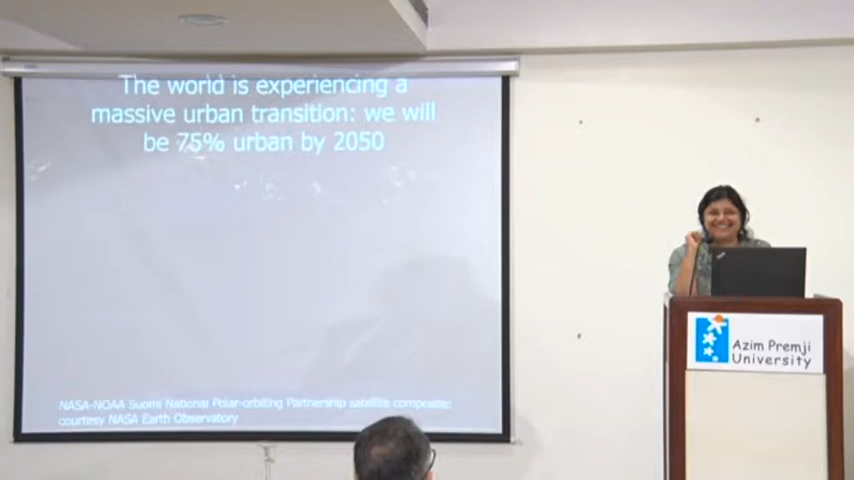 The world is experiencing a
massive urban transition: we will
be 75% urban by 2050
NASA-NOAA Suomi National Polar-orbiting Partnership satellite composite:
courtesy NASA Earth Observatory
Azim Premji
University